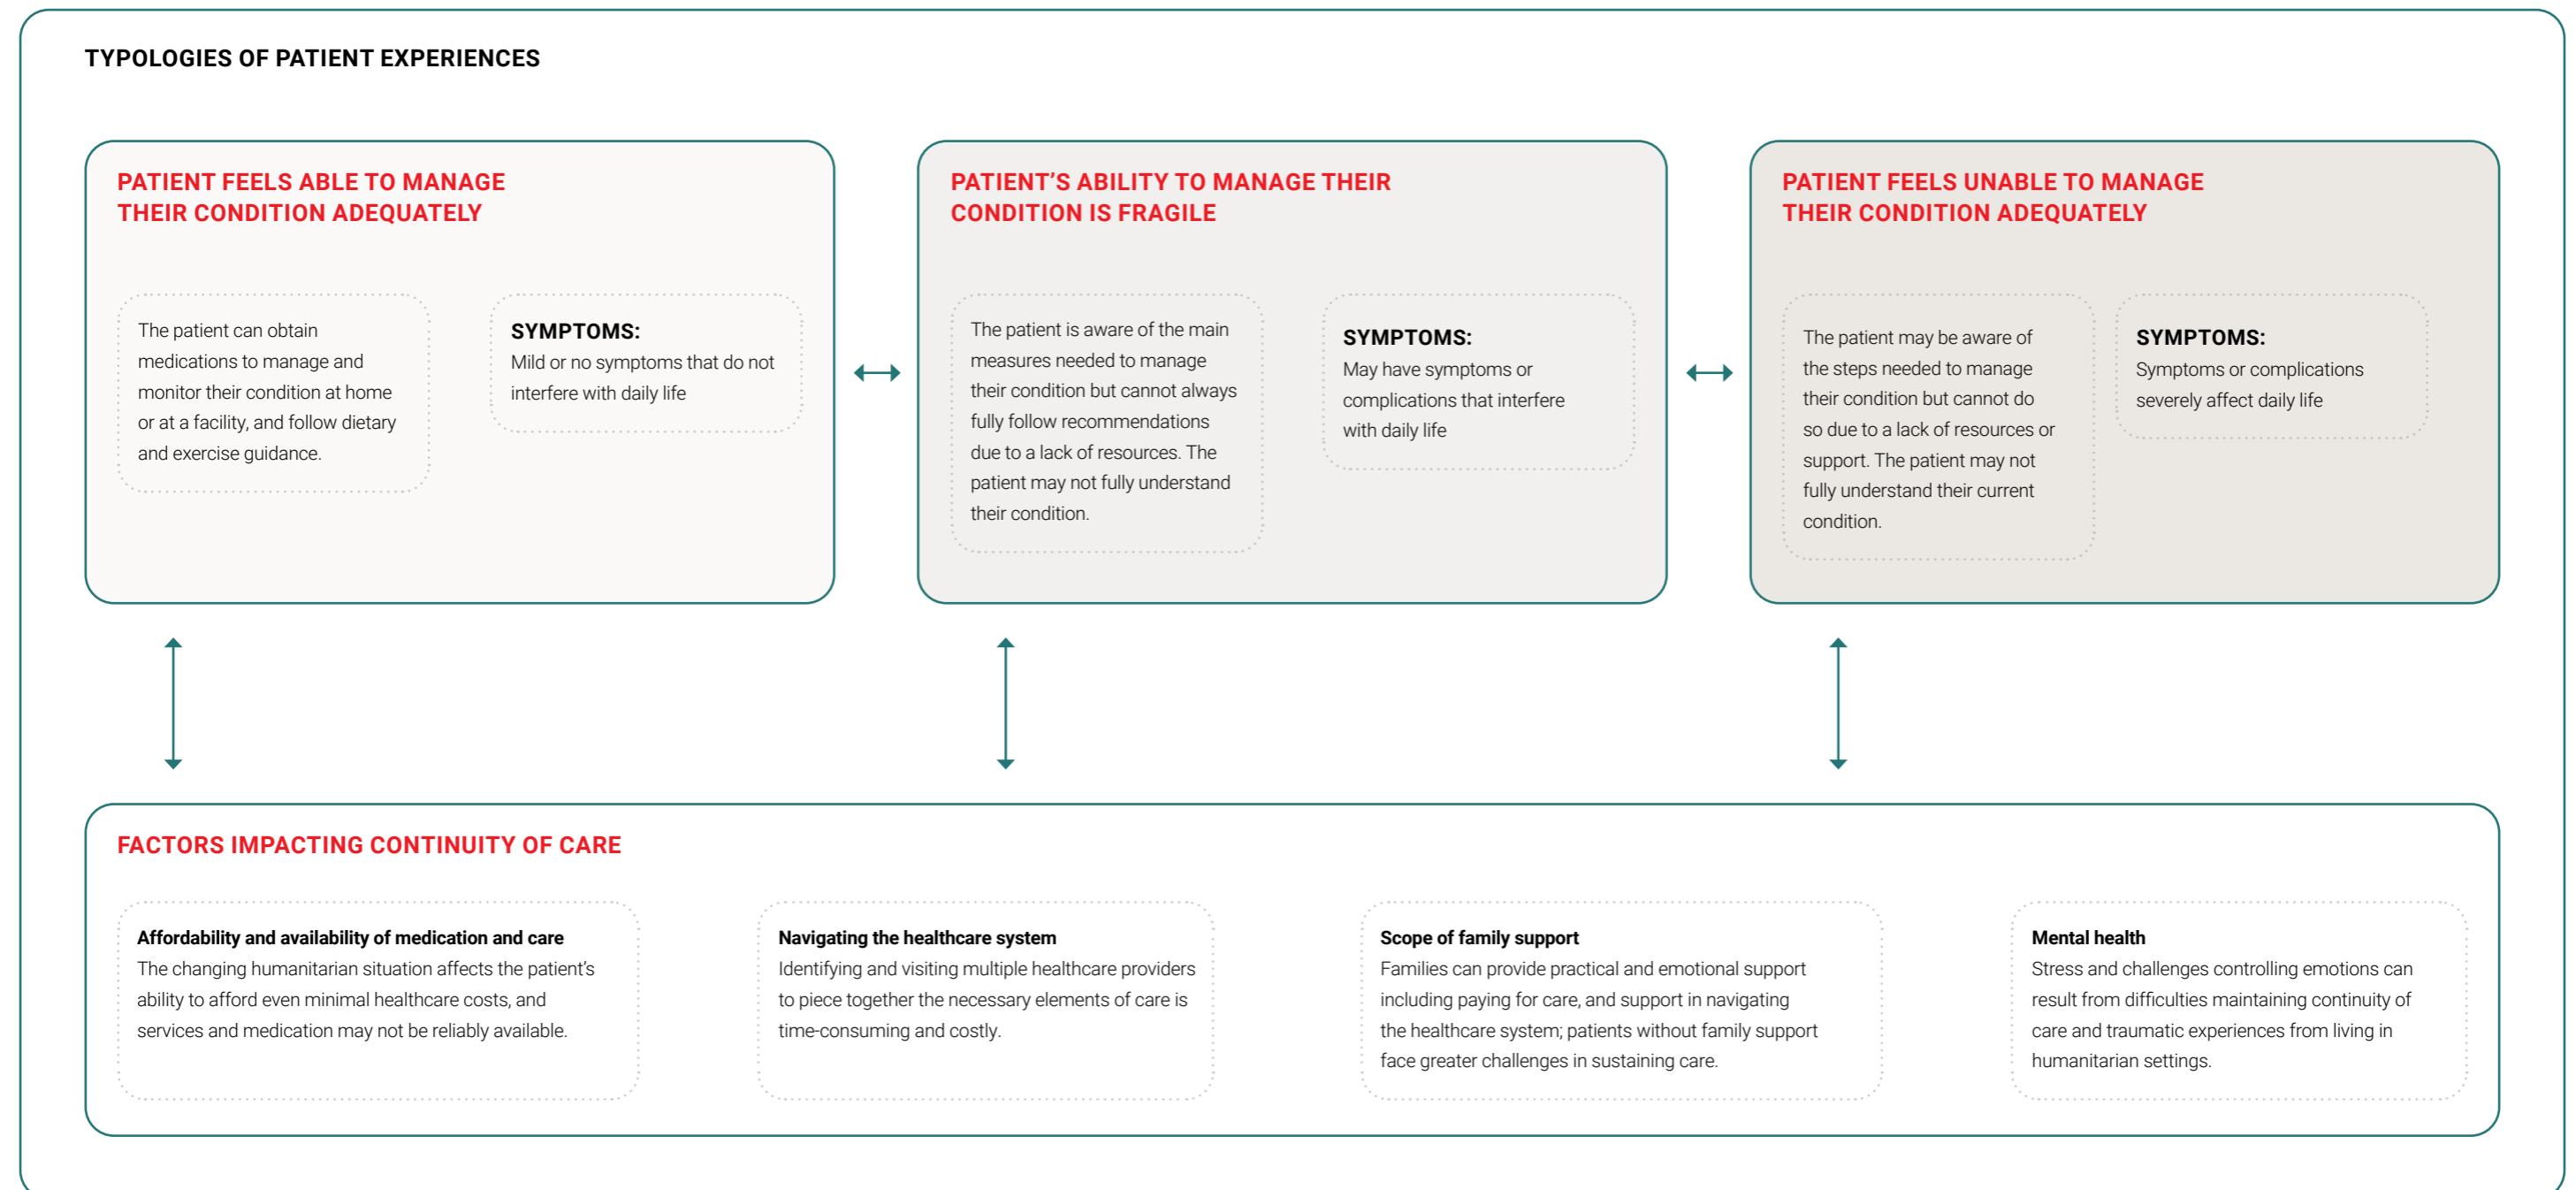 TYPOLOGIES OF PATIENT EXPERIENCES
PATIENT FEELS ABLE TO MANAGE
THEIR CONDITION ADEQUATELY
The patient can obtain
medications to manage and
monitor their condition at home
or at a facility, and follow dietary
and exercise guidance.
SYMPTOMS:
Mild or no symptoms that do not
interfere with daily life
PATIENT’S ABILITY TO MANAGE THEIR
CONDITION IS FRAGILE
The patient is aware of the main
measures needed to manage
their condition but cannot always
fully follow recommendations
due to a lack of resources. The
patient may not fully understand
their condition.
SYMPTOMS:
May have symptoms or
complications that interfere
with daily life
PATIENT FEELS UNABLE TO MANAGE
THEIR CONDITION ADEQUATELY
The patient may be aware of
the steps needed to manage
their condition but cannot do
so due to a lack of resources or
support. The patient may not
fully understand their current
condition.
SYMPTOMS:
Symptoms or complications
severely affect daily life
FACTORS IMPACTING CONTINUITY OF CARE
Affordability and availability of medication and care
The changing humanitarian situation affects the patient’s
ability to afford even minimal healthcare costs, and
services and medication may not be reliably available.
Navigating the healthcare system
Identifying and visiting multiple healthcare providers
to piece together the necessary elements of care is
time-consuming and costly.
Scope of family support
Families can provide practical and emotional support
including paying for care, and support in navigating
the healthcare system; patients without family support
face greater challenges in sustaining care.
Mental health
Stress and challenges controlling emotions can
result from difficulties maintaining continuity of
care and traumatic experiences from living in
humanitarian settings.